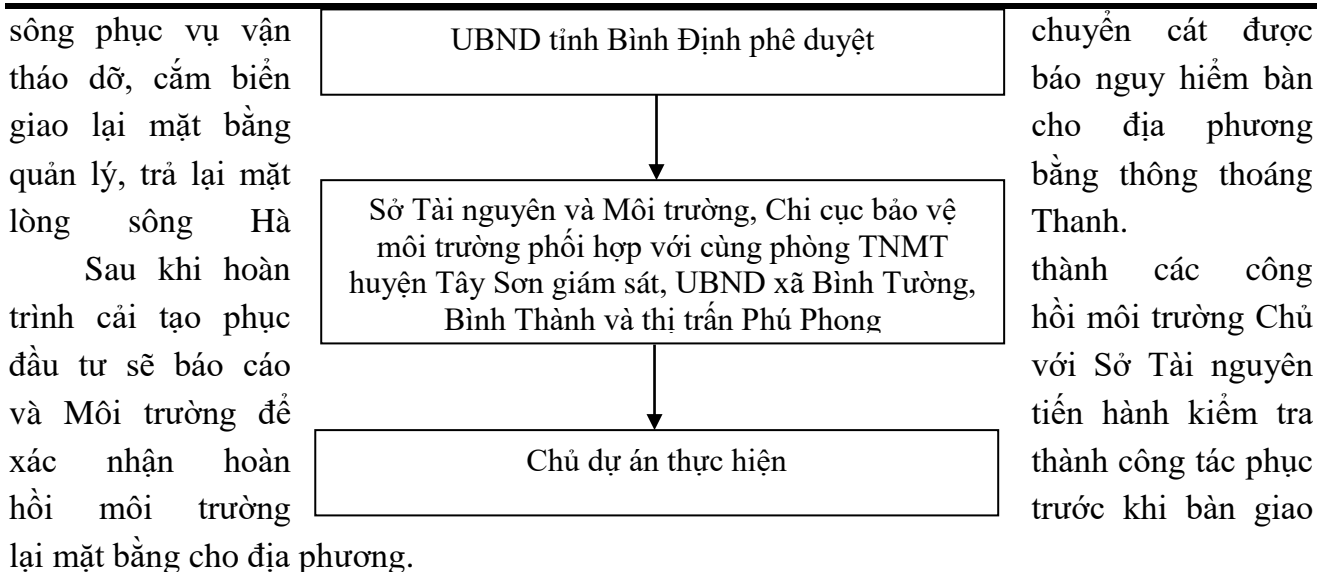 sông phục vụ vận chuyển cát được
tháo dỡ, cắm biển báo nguy hiểm bàn
giao lại mặt bằng cho địa phương
quản lý, trả lại mặt bằng thông thoáng
lòng sông Hà Thanh.
Sau khi hoàn thành các công
trình cải tạo phục hồi môi trường Chủ
đầu tư sẽ báo cáo với Sở Tài nguyên
và Môi trường để tiến hành kiểm tra
xác nhận hoàn thành công tác phục
hồi môi trường trước khi bàn giao
lại mặt bằng cho địa phương.
UBND tỉnh Bình Định phê duyệt
Sở Tài nguyên và Môi trường, Chi cục bảo vệ
môi trường phối hợp với cùng phòng TNMT
huyện Tây Sơn giám sát, UBND xã Bình Tường,
Bình Thành và thị trấn Phú Phong
Chủ dự án thực hiện